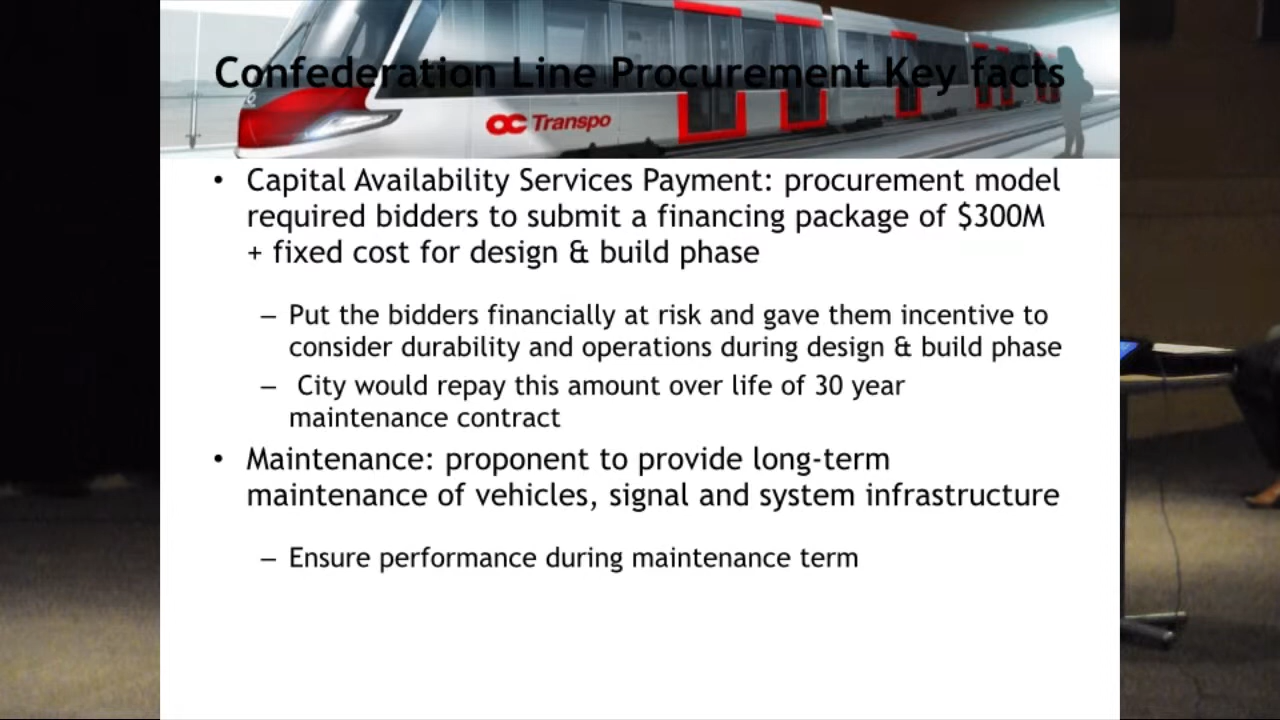 Confederation Line Procurement Key facts
OC Transpo
• Capital Availability Services Payment: procurement model
required bidders to submit a financing package of $300M
+ fixed cost for design & build phase
– Put the bidders financially at risk and gave them incentive to
consider durability and operations during design & build phase
– City would repay this amount over life of 30 year
maintenance contract
• Maintenance: proponent to provide long-term
maintenance of vehicles, signal and system infrastructure
– Ensure performance during maintenance term